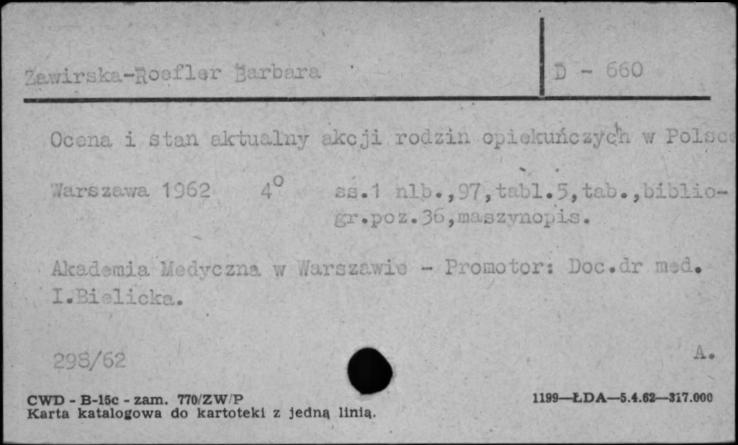 Zawirska-Roefler Barbara
D - 660
Ocena i stan aktualny akcji rodzin opiekuńczych w Polsce
Warszawa 1962 4° ss.1 nlb.,97,tabl.5,tab.,biblio-
gr.poz.36,maszynopis.
Akademia Medyczna w Warszawie - Promotor: Doc.dr med.
I.Bielicka.
298/62
A.
CWD - B-15c - zam. 770/ZW/P
1199—ŁDA—5.4.62—317.000
Karta katalogowa do kartoteki z jedną linią.